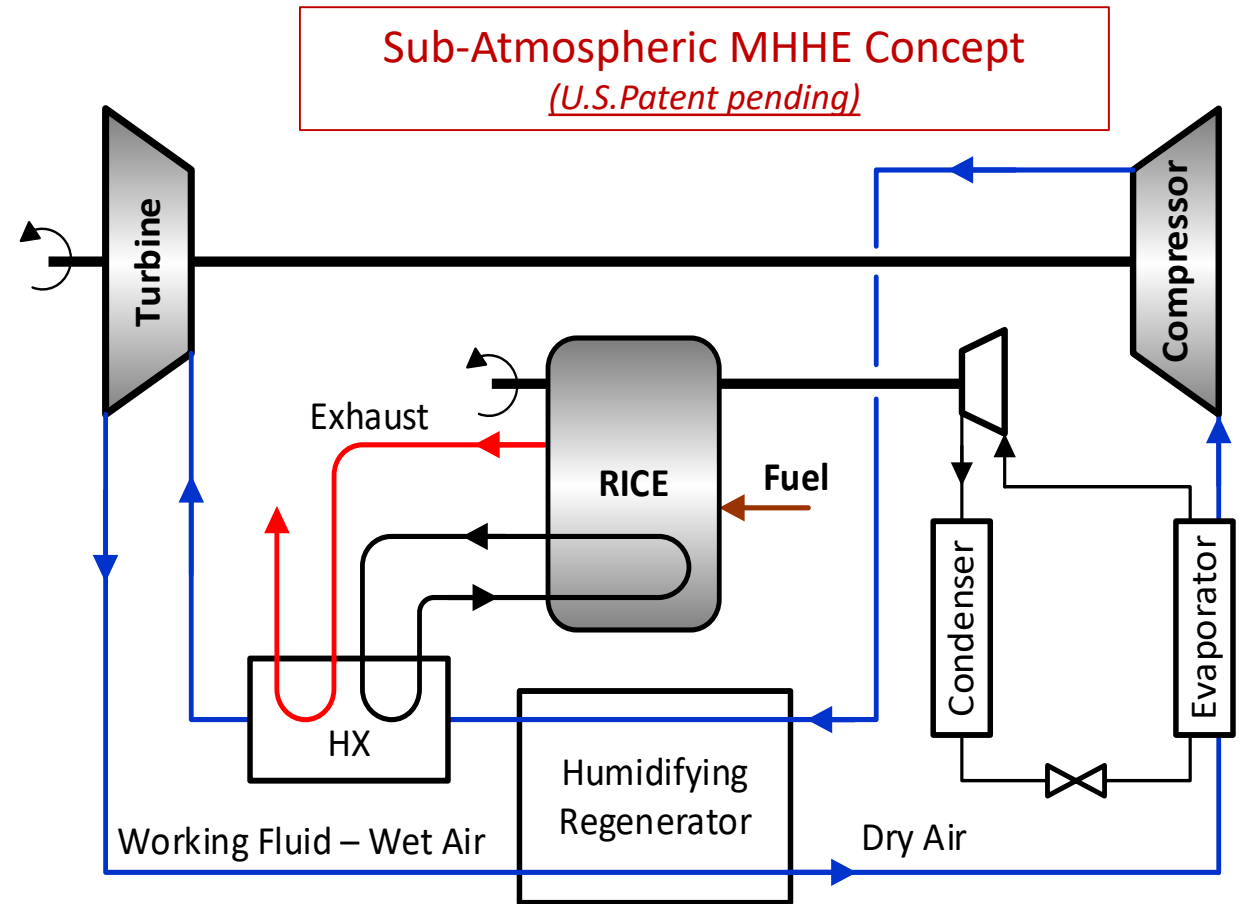 Sub-Atmospheric MHHE Concept
(U.S.Patent pending)
Turbine
Compressor
Exhaust
RICE
Fuel
Condenser
Evaporator
HX
Humidifying
Regenerator
Working Fluid – Wet Air
Dry Air